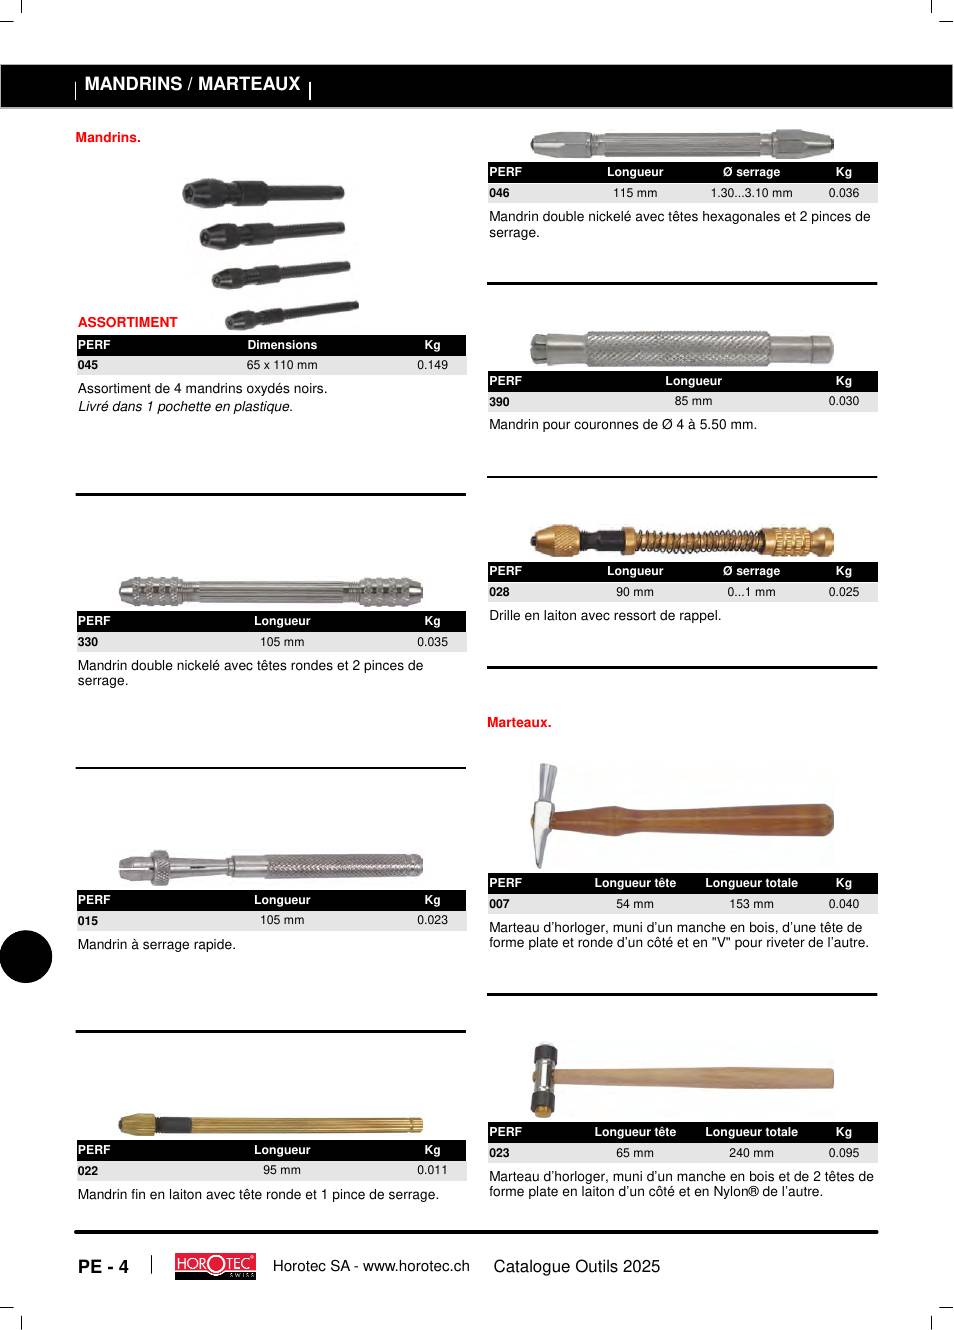 MANDRINS / MARTEAUX
Mandrins.
ASSORTIMENT
PERF Dimensions Kg
045 65 x 110 mm 0.149
Assortiment de 4 mandrins oxydés noirs.
Livré dans 1 pochette en plastique.
PERF Longueur Kg
330 105 mm 0.035
Mandrin double nickelé avec têtes rondes et 2 pinces de
serrage.
PERF Longueur Kg
015 105 mm 0.023
Mandrin à serrage rapide.
PERF Longueur Kg
022 95 mm 0.011
Mandrin fin en laiton avec tête ronde et 1 pince de serrage.
PERF Longueur Ø serrage Kg
046 115 mm 1.30...3.10 mm 0.036
Mandrin double nickelé avec têtes hexagonales et 2 pinces de
serrage.
PERF Longueur Kg
390 85 mm 0.030
Mandrin pour couronnes de Ø 4 à 5.50 mm.
PERF Longueur Ø serrage Kg
028 90 mm 0...1 mm 0.025
Drille en laiton avec ressort de rappel.
Marteaux.
PERF Longueur tête Longueur totale Kg
007 54 mm 153 mm 0.040
Marteau d'horloger, muni d'un manche en bois, d'une tête de
forme plate et ronde d'un côté et en "V" pour riveter de l'autre.
PERF Longueur tête Longueur totale Kg
023 65 mm 240 mm 0.095
Marteau d'horloger, muni d'un manche en bois et de 2 têtes de
forme plate en laiton d'un côté et en Nylon® de l'autre.
PE - 4 HOROTEC® SWISS Horotec SA - www.horotec.ch Catalogue Outils 2025